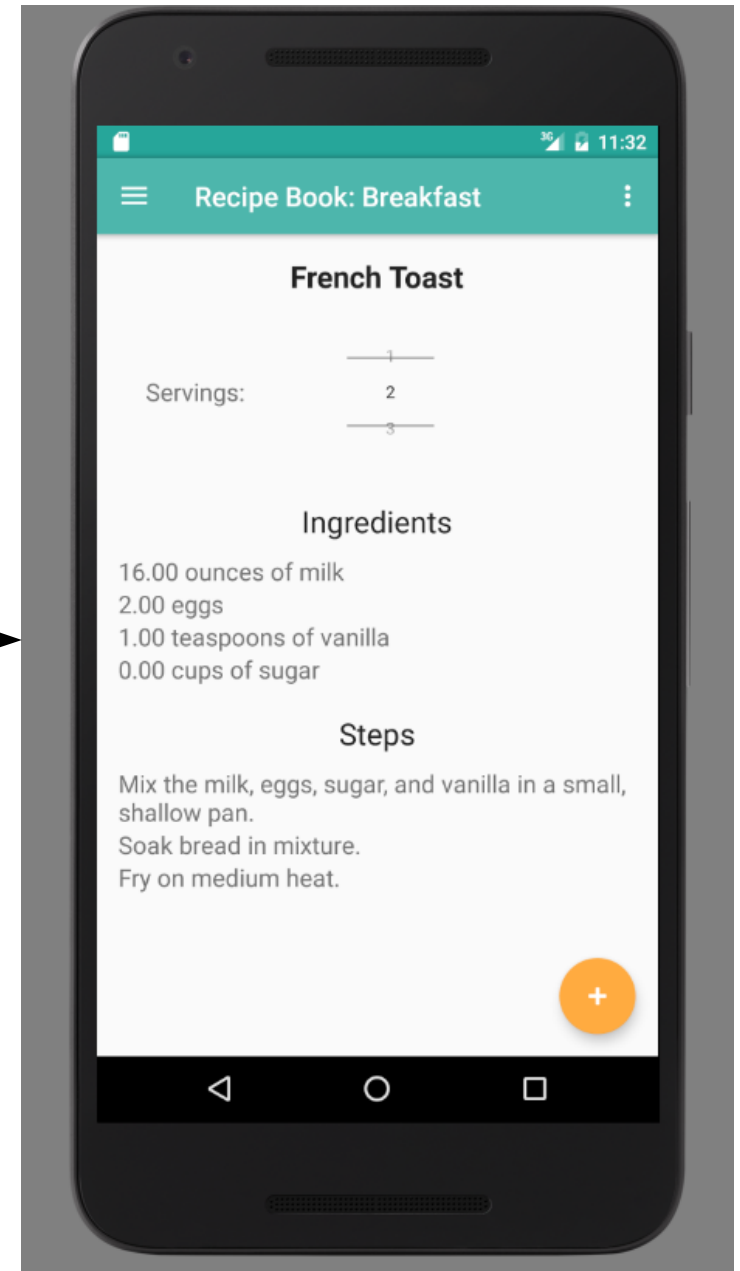 3G 11:32
Recipe Book: Breakfast
French Toast
1
Servings: 2
3
Ingredients
16.00 ounces of milk
2.00 eggs
1.00 teaspoons of vanilla
0.00 cups of sugar
Steps
Mix the milk, eggs, sugar, and vanilla in a small,
shallow pan.
Soak bread in mixture.
Fry on medium heat.
+